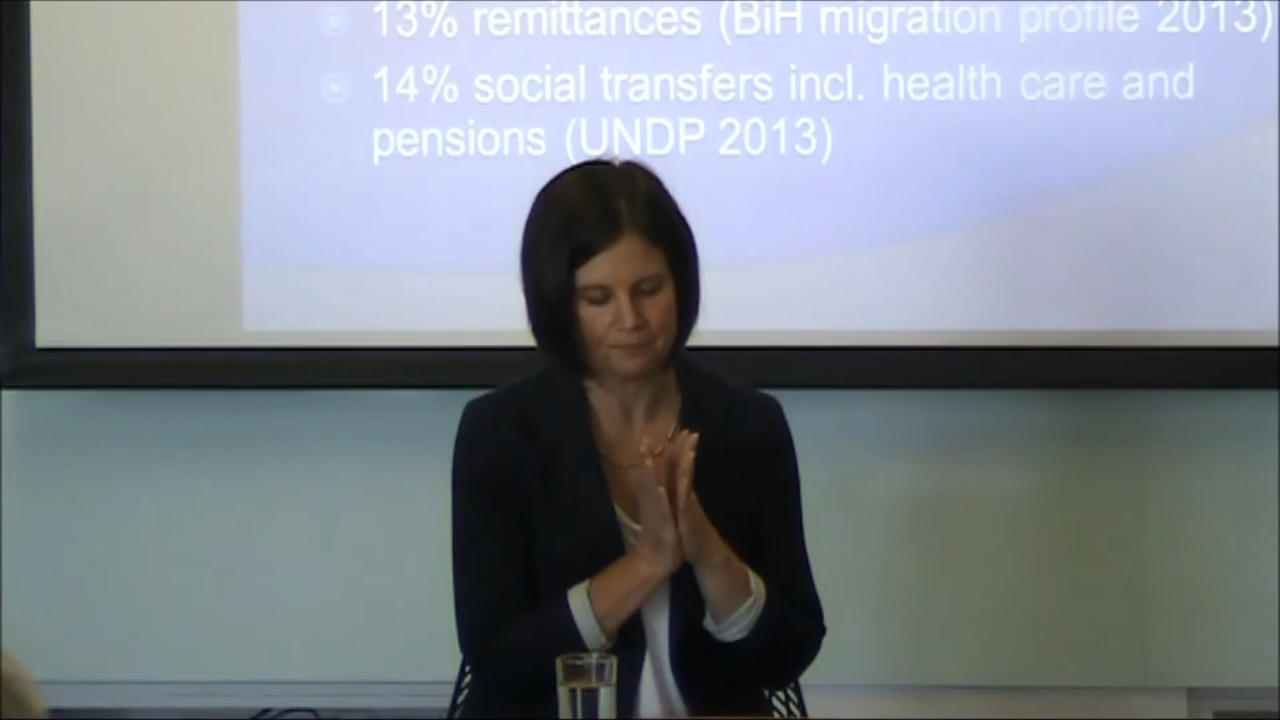 13% remittances (BiH migration profile 2013)
14% social transfers incl. health care and
pensions (UNDP 2013)